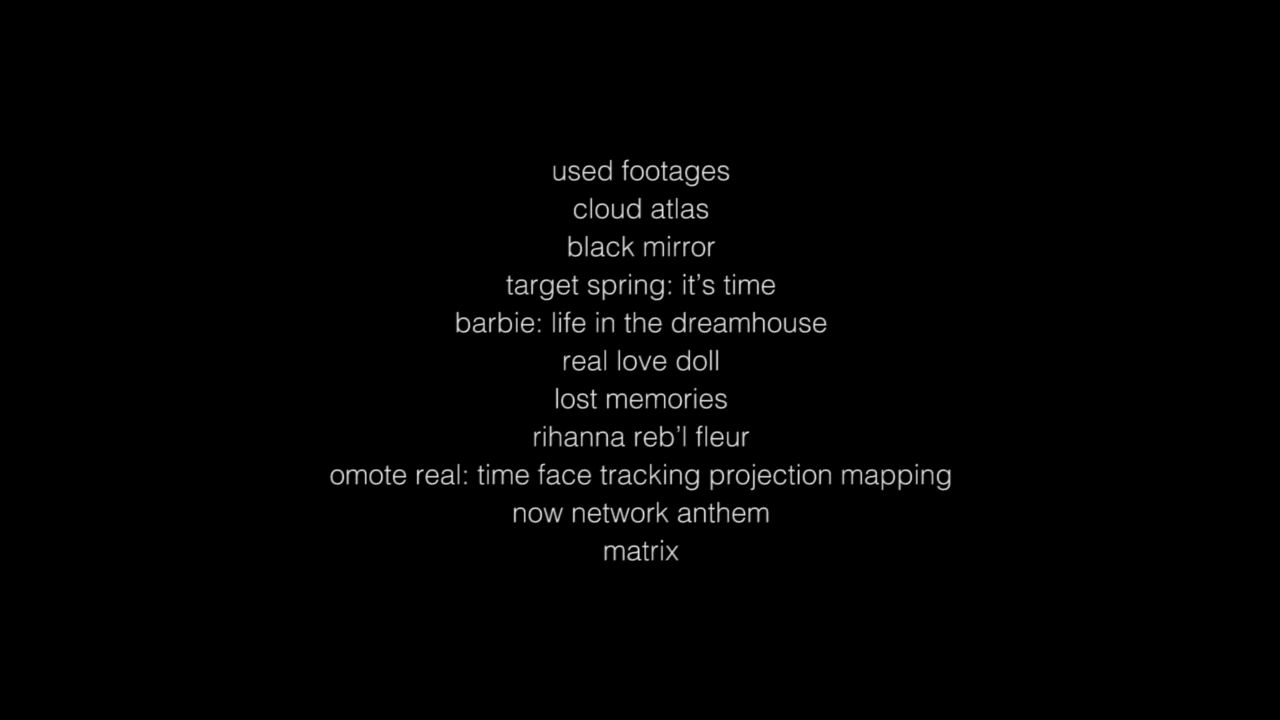 used footages
cloud atlas
black mirror
target spring: it’s time
barbie: life in the dreamhouse
real love doll
lost memories
rihanna reb’l fleur
omote real: time face tracking projection mapping
now network anthem
matrix